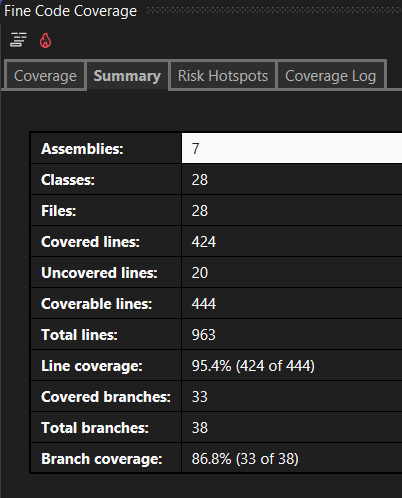 Fine Code Coverage
Coverage Summary Risk Hotspots Coverage Log
Assemblies: 7
Classes: 28
Files: 28
Covered lines: 424
Uncovered lines: 20
Coverable lines: 444
Total lines: 963
Line coverage: 95.4% (424 of 444)
Covered branches: 33
Total branches: 38
Branch coverage: 86.8% (33 of 38)